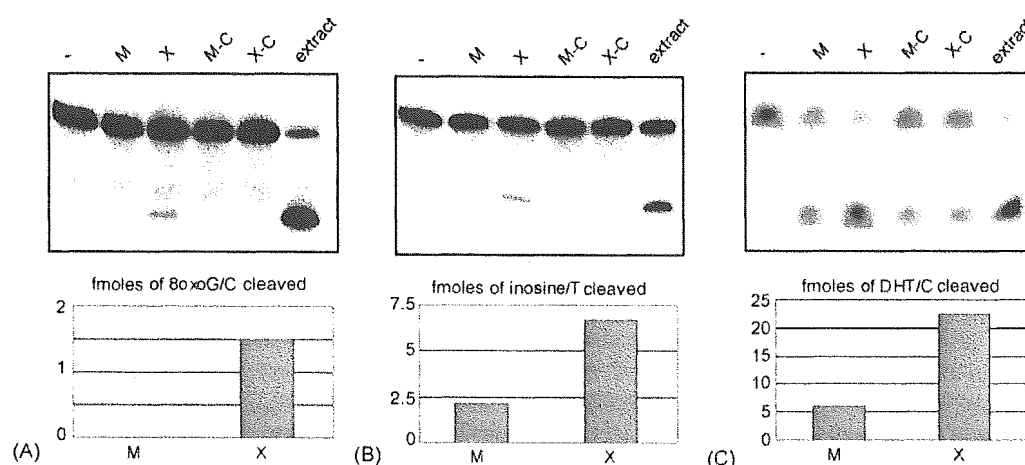 - M X M-C X-C extract
- M X M-C X-C extract
- M X M-C X-C extract
fmoles of 8oxoG/C cleaved
2
1
0
M X
(A)
fmoles of inosine/T cleaved
7.5
5
2.5
0
M X
(B)
fmoles of DHT/C cleaved
25
20
15
10
5
0
M X
(C)